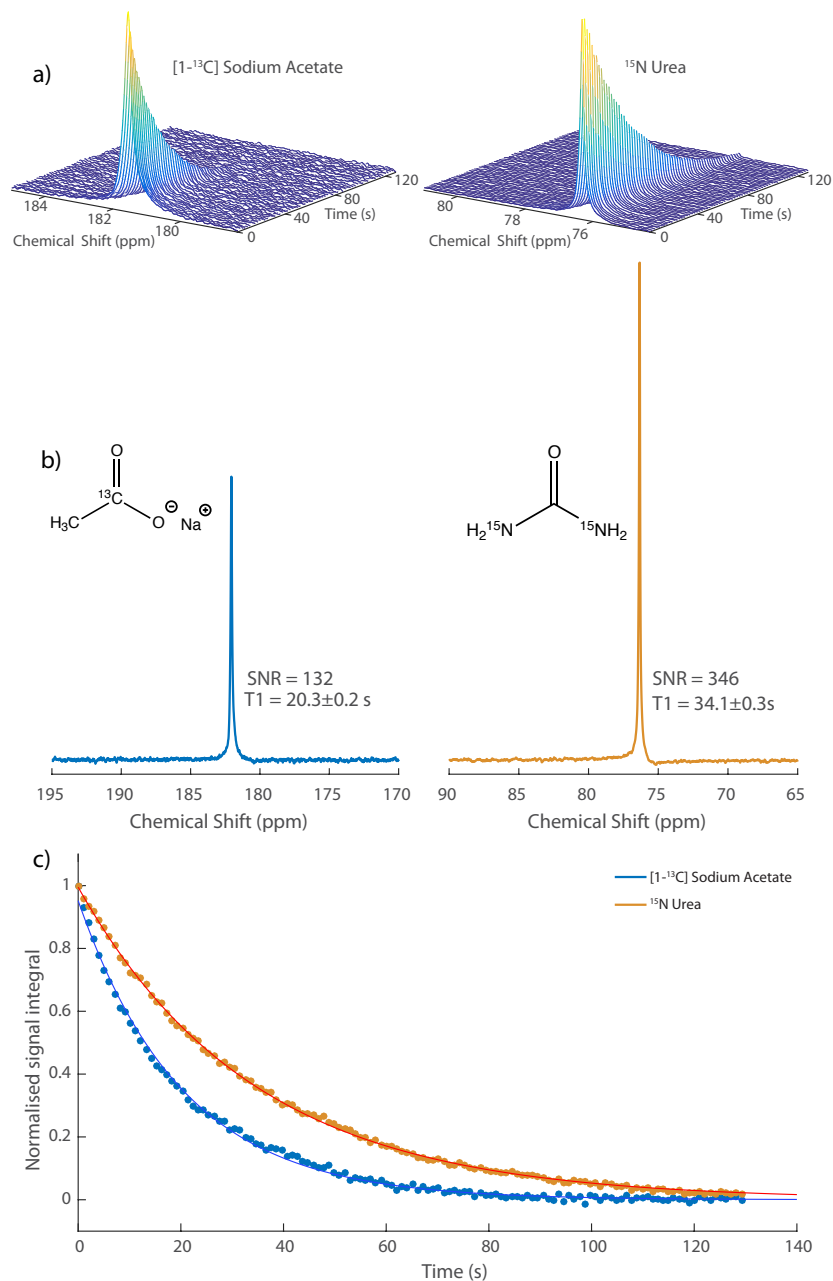 a)
[1-¹³C] Sodium Acetate
¹⁵N Urea
184
182
180
Chemical Shift (ppm)
0
40
80
120
Time (s)
80
78
76
Chemical Shift (ppm)
0
40
80
120
Time (s)
b)
O
¹³C
H₃C
O
⊖
Na
⊕
O
H₂¹⁵N
¹⁵NH₂
SNR = 132
T1 = 20.3±0.2 s
SNR = 346
T1 = 34.1±0.3s
195 190 185 180 175 170
Chemical Shift (ppm)
90 85 80 75 70 65
Chemical Shift (ppm)
c)
[1-¹³C] Sodium Acetate
¹⁵N Urea
1
0.8
0.6
0.4
0.2
0
Normalised signal integral
0 20 40 60 80 100 120 140
Time (s)